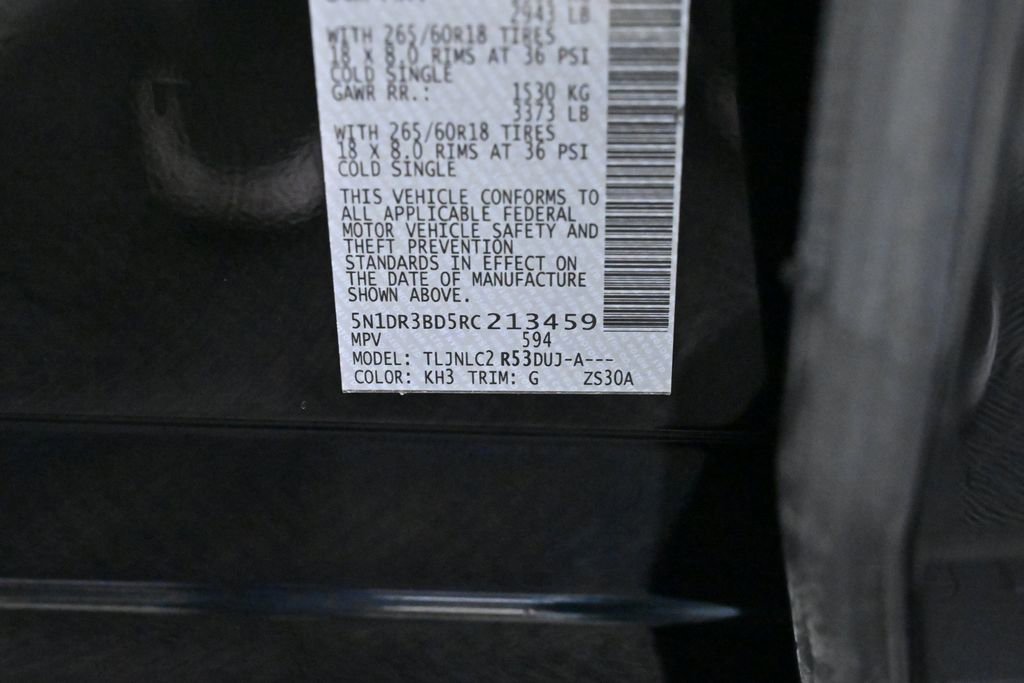 2943 LB
WITH 265/60R18 TIRES
18 X 8.0 RIMS AT 36 PSI
COLD SINGLE
GAWR RR.: 1530 KG
3373 LB
WITH 265/60R18 TIRES
18 X 8.0 RIMS AT 36 PSI
COLD SINGLE
THIS VEHICLE CONFORMS TO
ALL APPLICABLE FEDERAL
MOTOR VEHICLE SAFETY AND
THEFT PREVENTION
STANDARDS IN EFFECT ON
THE DATE OF MANUFACTURE
SHOWN ABOVE.
5N1DR3BD5RC213459
MPV 594
MODEL: TLJNLC2 R53DUJ-A---
COLOR: KH3 TRIM: G ZS30A